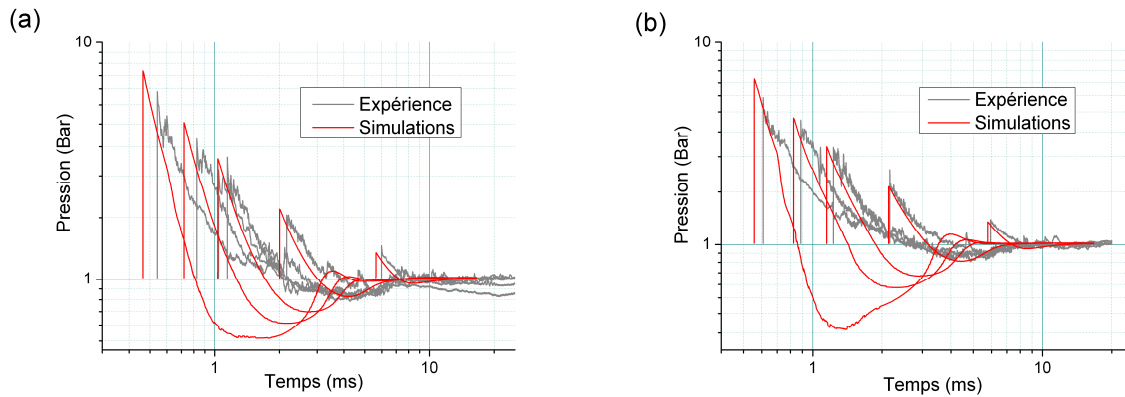 (a)
10
1
Pression (Bar)
Expérience
Simulations
1
10
Temps (ms)
(b)
10
1
Pression (Bar)
Expérience
Simulations
1
10
Temps (ms)